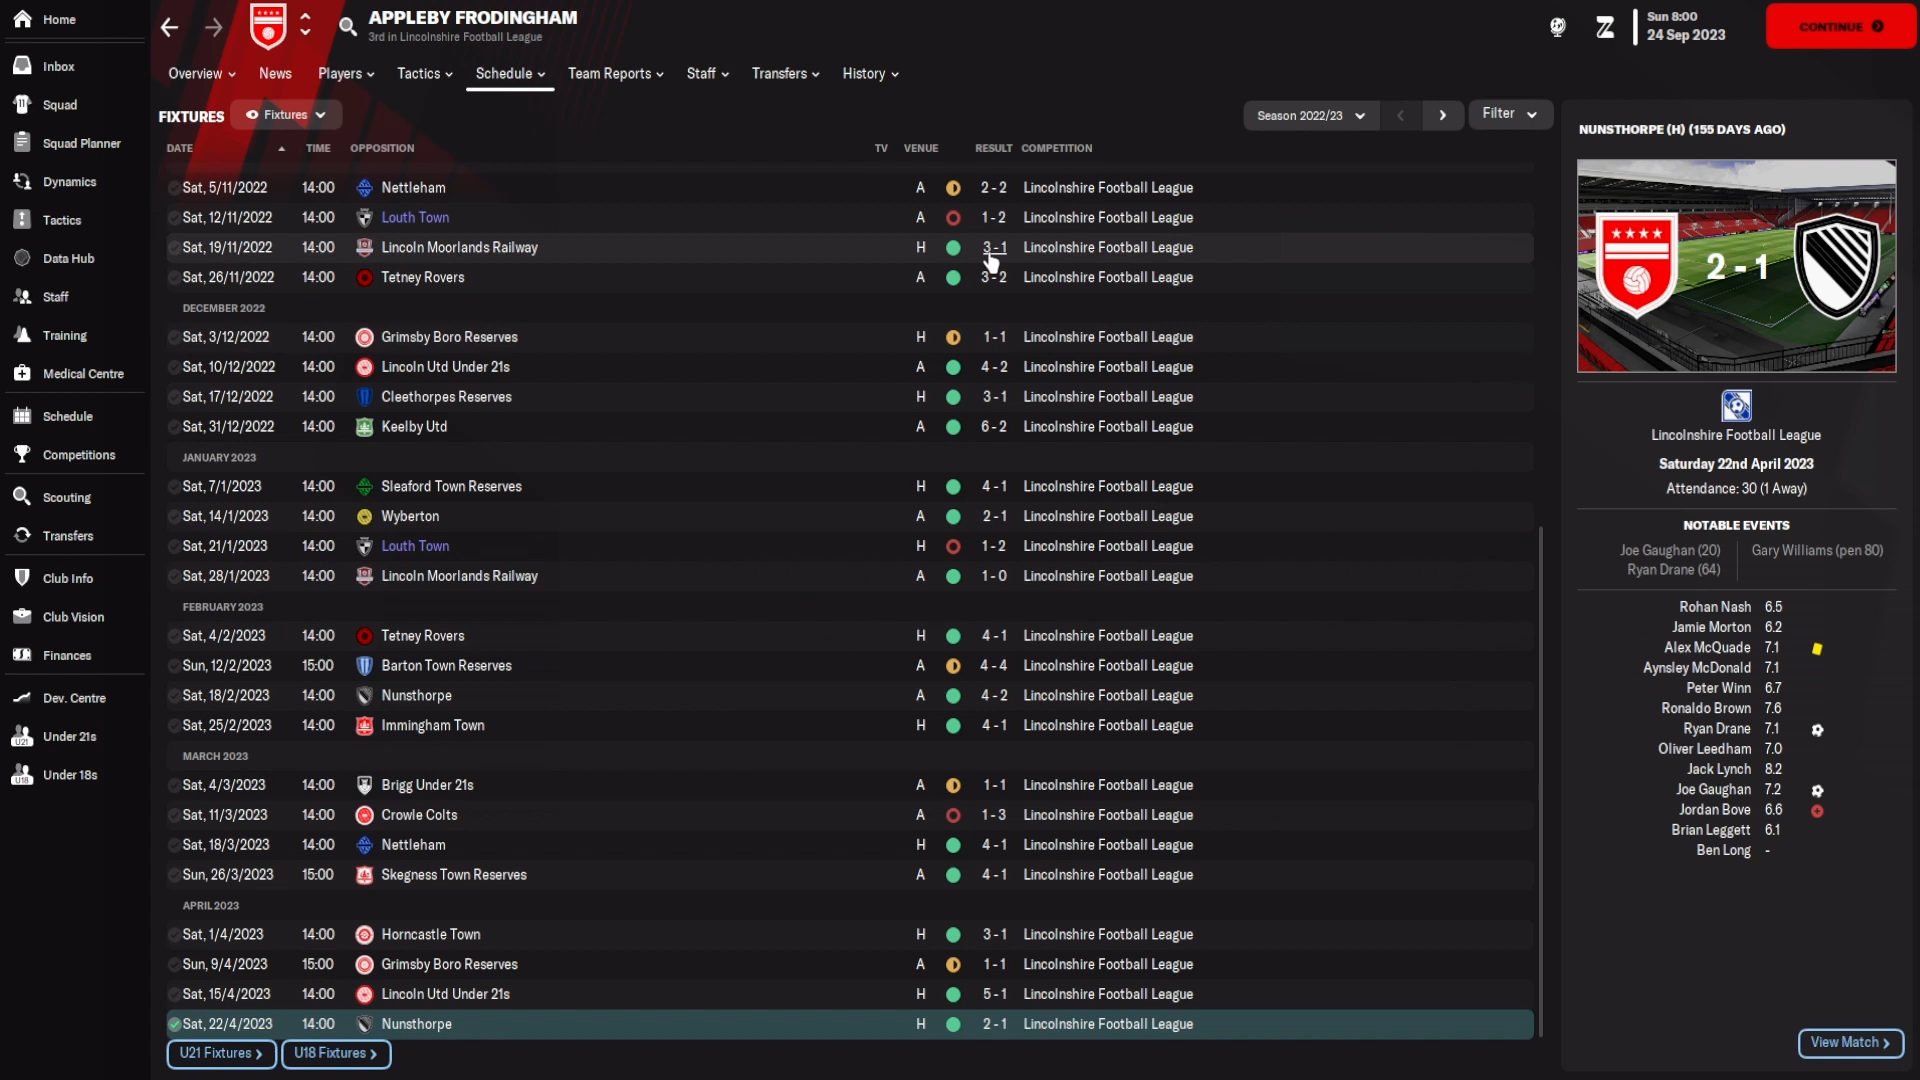 Home
Inbox
Squad
Squad Planner
Dynamics
Tactics
Data Hub
Staff
Training
Medical Centre
Schedule
Competitions
Scouting
Transfers
Club Info
Club Vision
Finances
Dev. Centre
Under 21s
Under 18s
APPLEBY FRODINGHAM
3rd in Lincolnshire Football League
Sun 8:00
24 Sep 2023
CONTINUE
Overview News Players Tactics Schedule Team Reports Staff Transfers History
FIXTURES Fixtures Season 2022/23 Filter
DATE TIME OPPOSITION TV VENUE RESULT COMPETITION
Sat, 5/11/2022 14:00 Nettleham A 2 - 2 Lincolnshire Football League
Sat, 12/11/2022 14:00 Louth Town A 1 - 2 Lincolnshire Football League
Sat, 19/11/2022 14:00 Lincoln Moorlands Railway H 3 - 1 Lincolnshire Football League
Sat, 26/11/2022 14:00 Tetney Rovers A 3 - 2 Lincolnshire Football League
DECEMBER 2022
Sat, 3/12/2022 14:00 Grimsby Boro Reserves H 1 - 1 Lincolnshire Football League
Sat, 10/12/2022 14:00 Lincoln Utd Under 21s A 4 - 2 Lincolnshire Football League
Sat, 17/12/2022 14:00 Cleethorpes Reserves H 3 - 1 Lincolnshire Football League
Sat, 31/12/2022 14:00 Keelby Utd A 6 - 2 Lincolnshire Football League
JANUARY 2023
Sat, 7/1/2023 14:00 Sleaford Town Reserves H 4 - 1 Lincolnshire Football League
Sat, 14/1/2023 14:00 Wyberton A 2 - 1 Lincolnshire Football League
Sat, 21/1/2023 14:00 Louth Town H 1 - 2 Lincolnshire Football League
Sat, 28/1/2023 14:00 Lincoln Moorlands Railway A 1 - 0 Lincolnshire Football League
FEBRUARY 2023
Sat, 4/2/2023 14:00 Tetney Rovers H 4 - 1 Lincolnshire Football League
Sun, 12/2/2023 15:00 Barton Town Reserves A 4 - 4 Lincolnshire Football League
Sat, 18/2/2023 14:00 Nunsthorpe A 4 - 2 Lincolnshire Football League
Sat, 25/2/2023 14:00 Immingham Town H 4 - 1 Lincolnshire Football League
MARCH 2023
Sat, 4/3/2023 14:00 Brigg Under 21s A 1 - 1 Lincolnshire Football League
Sat, 11/3/2023 14:00 Crowle Colts A 1 - 3 Lincolnshire Football League
Sat, 18/3/2023 14:00 Nettleham H 4 - 1 Lincolnshire Football League
Sun, 26/3/2023 15:00 Skegness Town Reserves A 4 - 1 Lincolnshire Football League
APRIL 2023
Sat, 1/4/2023 14:00 Horncastle Town H 3 - 1 Lincolnshire Football League
Sun, 9/4/2023 15:00 Grimsby Boro Reserves A 1 - 1 Lincolnshire Football League
Sat, 15/4/2023 14:00 Lincoln Utd Under 21s H 5 - 1 Lincolnshire Football League
Sat, 22/4/2023 14:00 Nunsthorpe H 2 - 1 Lincolnshire Football League
U21 Fixtures U18 Fixtures
NUNSTHORPE (H) (155 DAYS AGO)
2 - 1
Lincolnshire Football League
Saturday 22nd April 2023
Attendance: 30 (1 Away)
NOTABLE EVENTS
Joe Gaughan (20) Gary Williams (pen 80)
Ryan Drane (64)
Rohan Nash 6.5
Jamie Morton 6.2
Alex McQuade 7.1
Aynsley McDonald 7.1
Peter Winn 6.7
Ronaldo Brown 7.6
Ryan Drane 7.1
Oliver Leedham 7.0
Jack Lynch 8.2
Joe Gaughan 7.2
Jordan Bove 6.6
Brian Leggett 6.1
Ben Long -
View Match